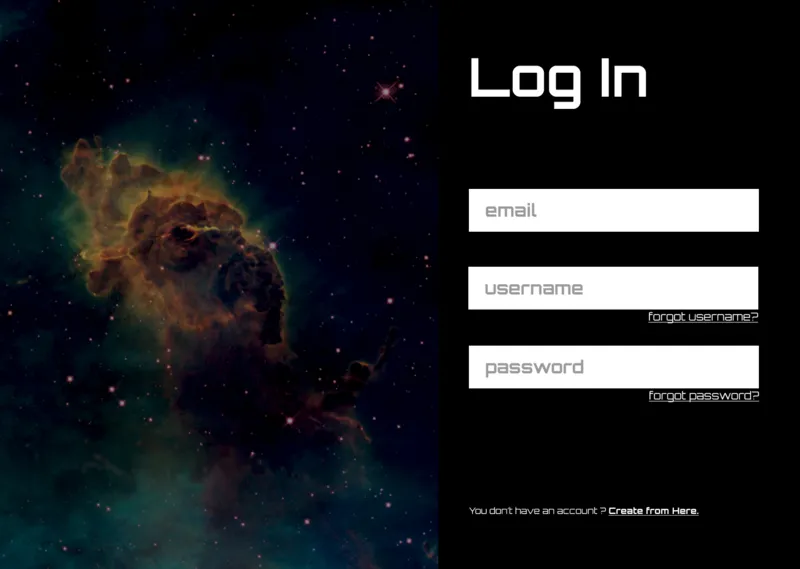 Log In
email
username
forgot username?
password
forgot password?
You don't have an account ? Create from Here.